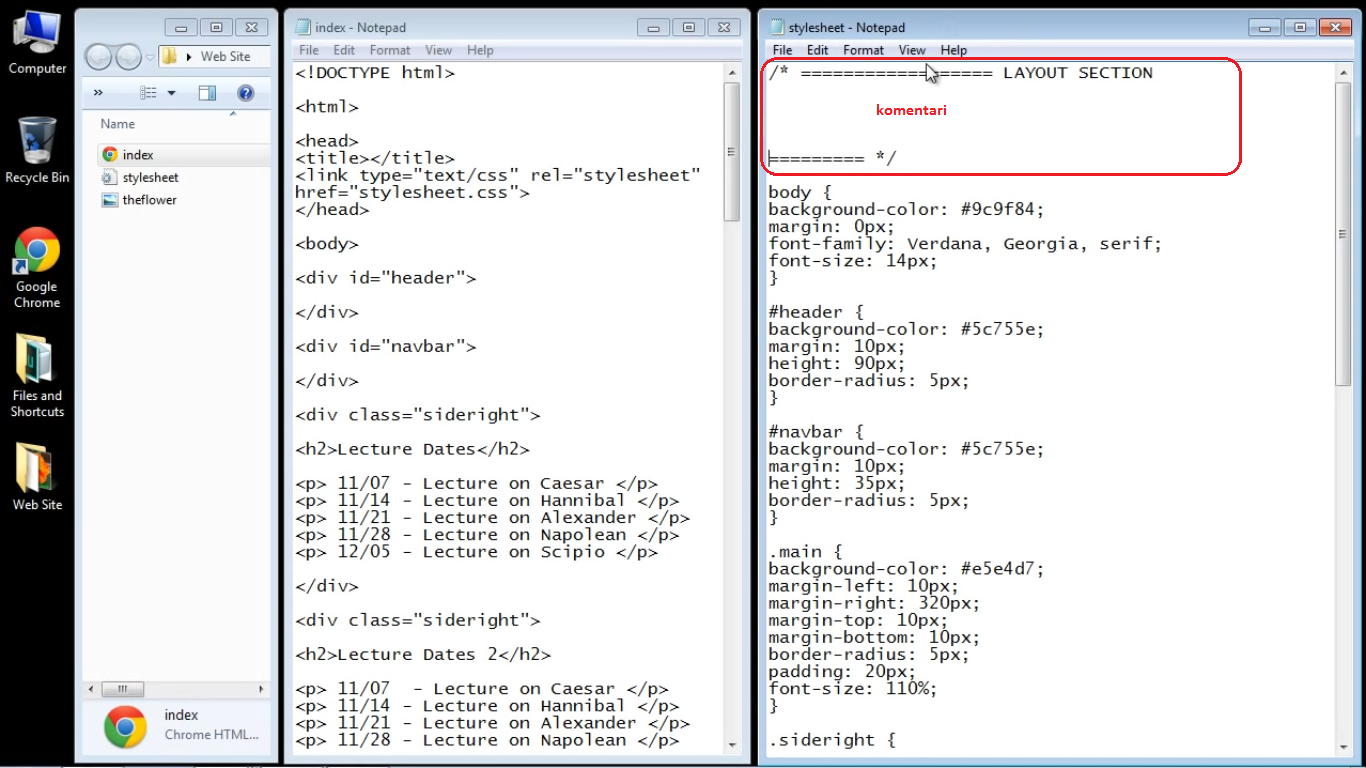 Computer
Recycle Bin
Google
Chrome
Files and
Shortcuts
Web Site
Web Site
»
Name
index
stylesheet
theflower
index
Chrome HTML...
index - Notepad
File Edit Format View Help
<!DOCTYPE html>
<html>
<head>
<title></title>
<link type="text/css" rel="stylesheet"
href="stylesheet.css">
</head>
<body>
<div id="header">
</div>
<div id="navbar">
</div>
<div class="sideright">
<h2>Lecture Dates</h2>
<p> 11/07 - Lecture on Caesar </p>
<p> 11/14 - Lecture on Hannibal </p>
<p> 11/21 - Lecture on Alexander </p>
<p> 11/28 - Lecture on Napolean </p>
<p> 12/05 - Lecture on Scipio </p>
</div>
<div class="sideright">
<h2>Lecture Dates 2</h2>
<p> 11/07  - Lecture on Caesar </p>
<p> 11/14 - Lecture on Hannibal </p>
<p> 11/21 - Lecture on Alexander </p>
<p> 11/28 - Lecture on Napolean </p>
stylesheet - Notepad
File Edit Format View Help
/* ================== LAYOUT SECTION
komentari
========= */
body {
background-color: #9c9f84;
margin: 0px;
font-family: Verdana, Georgia, serif;
font-size: 14px;
}
#header {
background-color: #5c755e;
margin: 10px;
height: 90px;
border-radius: 5px;
}
#navbar {
background-color: #5c755e;
margin: 10px;
height: 35px;
border-radius: 5px;
}
.main {
background-color: #e5e4d7;
margin-left: 10px;
margin-right: 320px;
margin-top: 10px;
margin-bottom: 10px;
border-radius: 5px;
padding: 20px;
font-size: 110%;
}
.sideright {